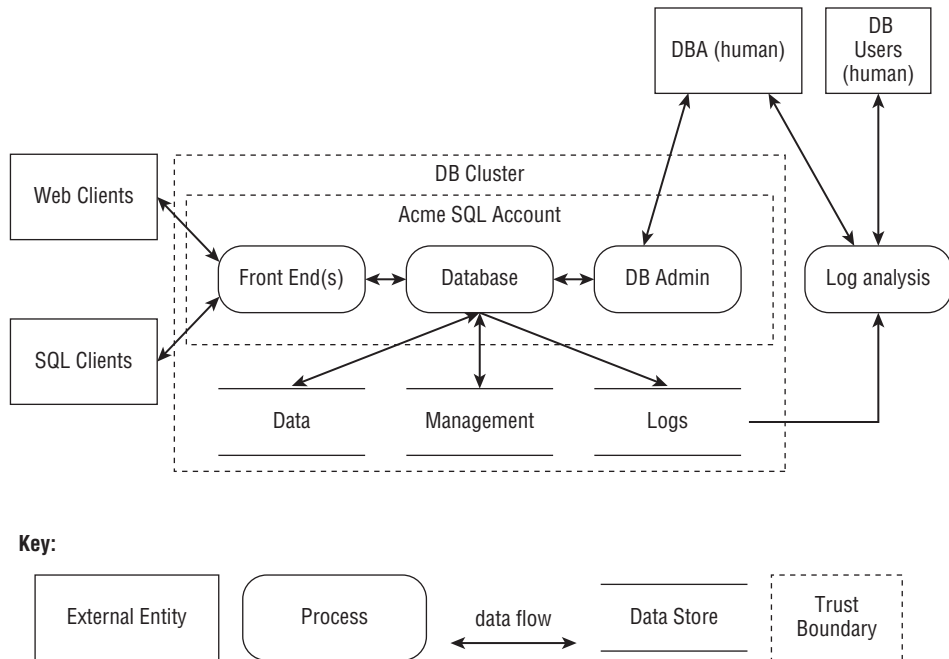 DBA (human)
DB
Users
(human)
DB Cluster
Web Clients
Acme SQL Account
Front End(s)
Database
DB Admin
Log analysis
SQL Clients
Data
Management
Logs
Key:
External Entity
Process
data flow
Data Store
Trust
Boundary